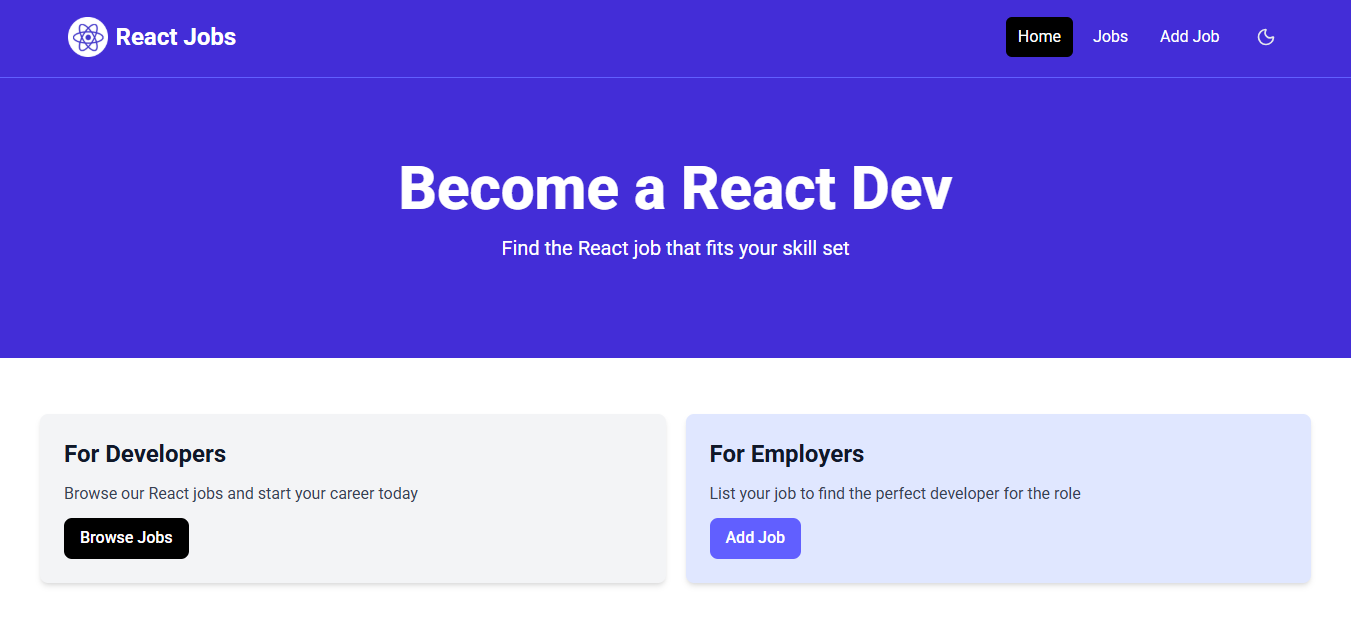 React Jobs
Home
Jobs
Add Job
Become a React Dev
Find the React job that fits your skill set
For Developers
Browse our React jobs and start your career today
Browse Jobs
For Employers
List your job to find the perfect developer for the role
Add Job